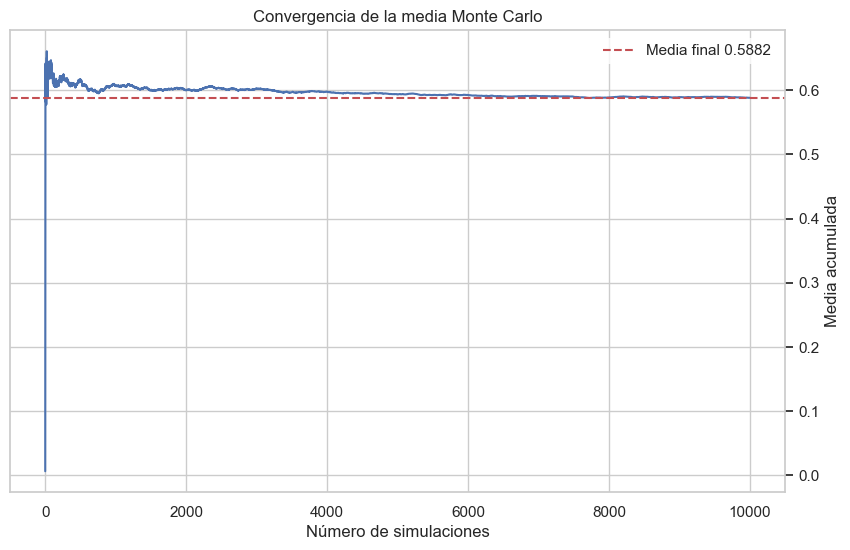 Convergencia de la media Monte Carlo
Media final 0.5882
0.6
0.5
0.4
0.3
0.2
0.1
0.0
Media acumulada
0 2000 4000 6000 8000 10000
Número de simulaciones